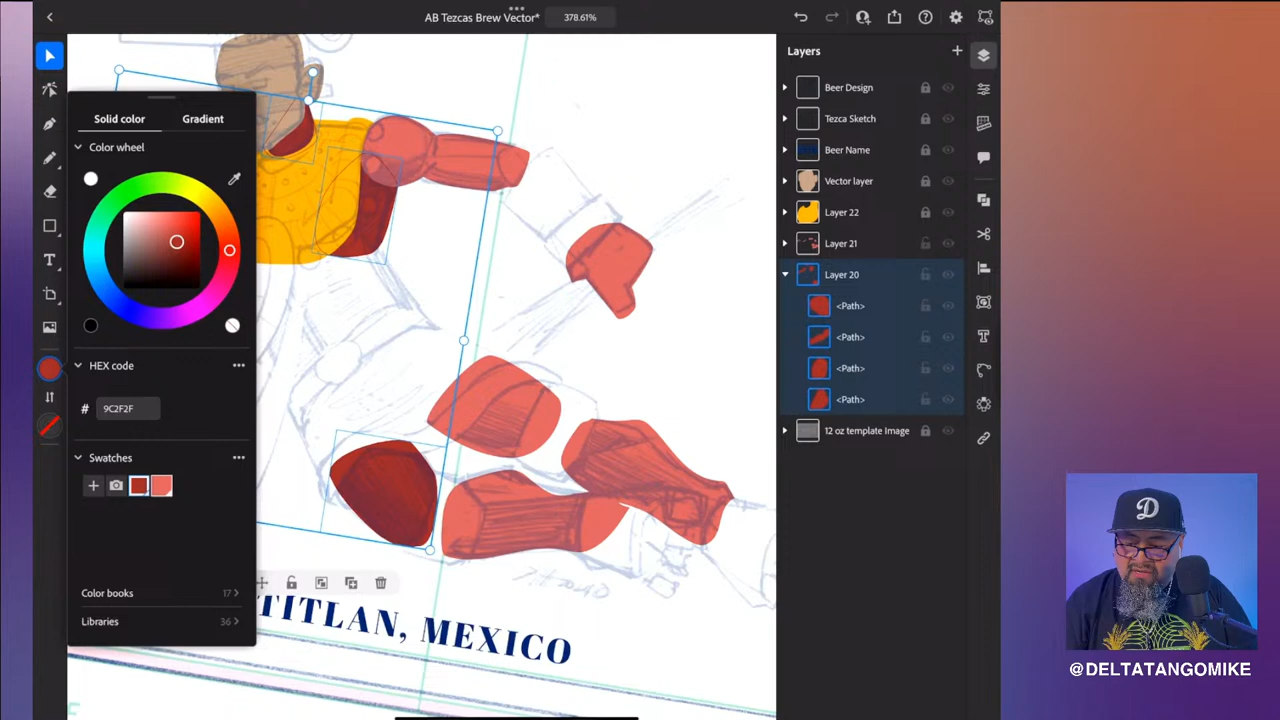 AB Tezcas Brew Vector*
378.61%
Solid color
Gradient
Color wheel
HEX code
# 9C2F2F
Swatches
Color books
17
Libraries
36
TITLAN, MEXICO
Layers
Beer Design
Tezca Sketch
Beer Name
Vector layer
Layer 22
Layer 21
Layer 20
<Path>
<Path>
<Path>
<Path>
12 oz template Image
D
@DELTATANGOMIKE